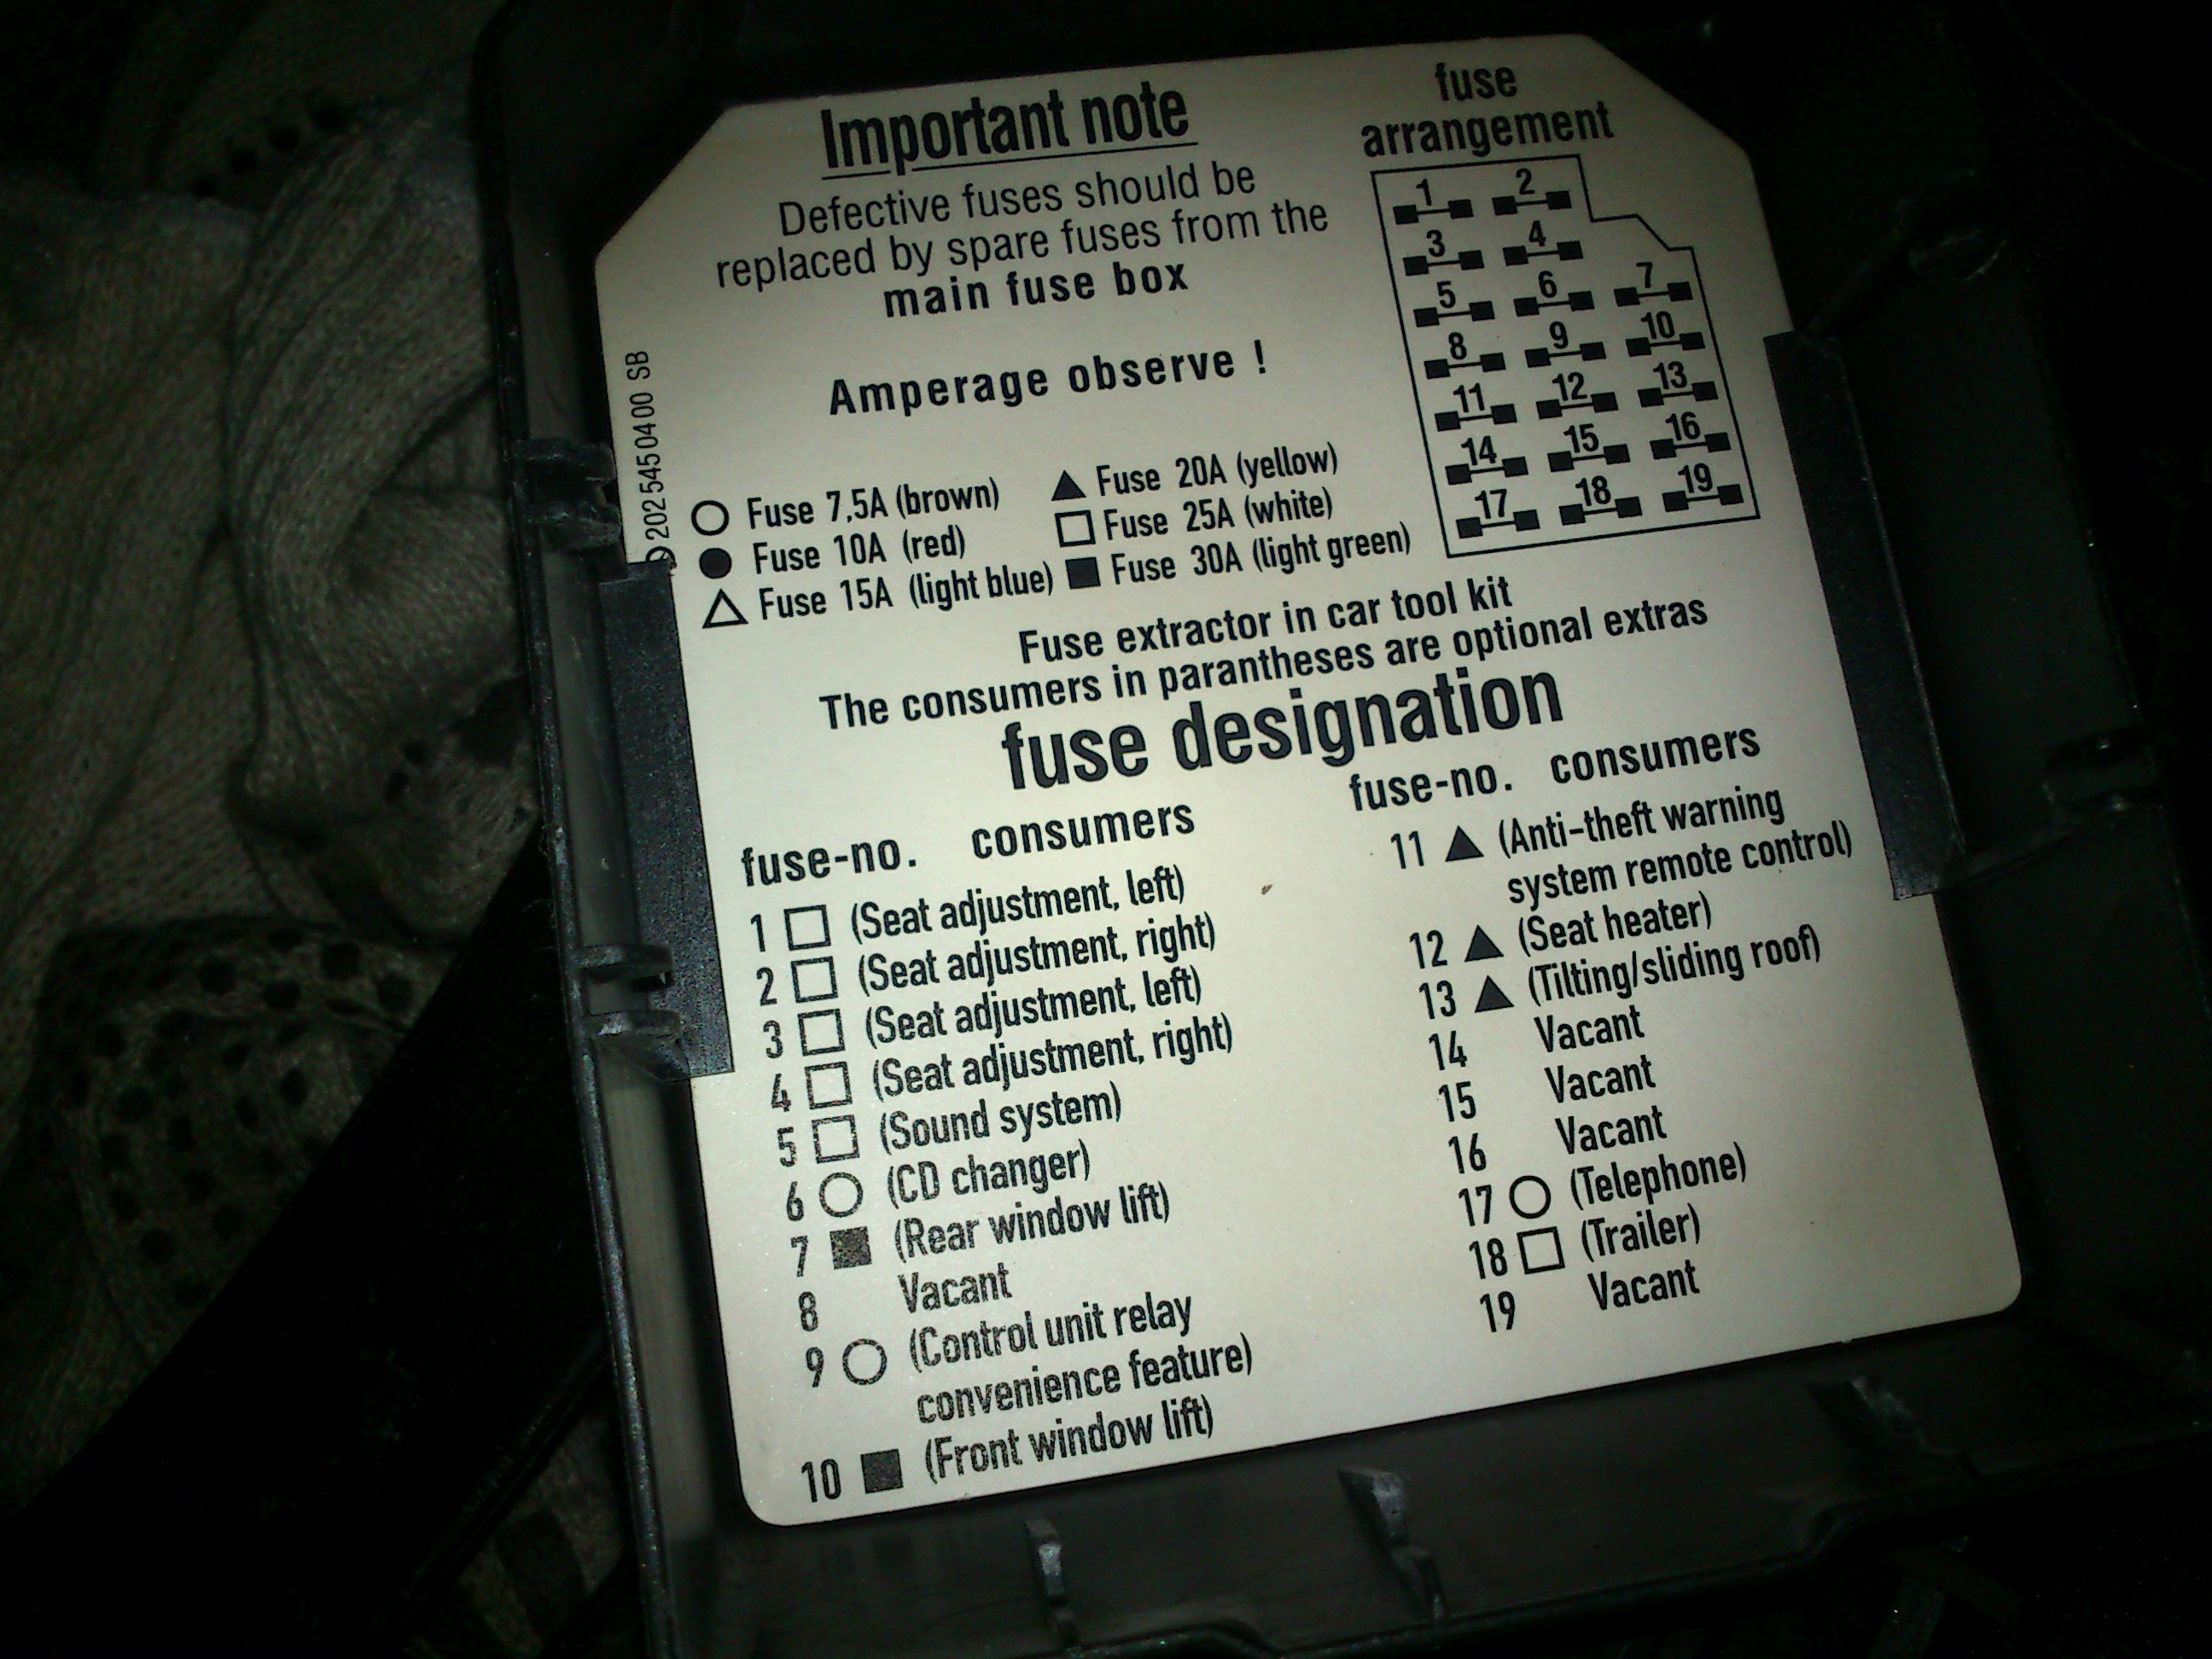 Important note
Defective fuses should be
replaced by spare fuses from the
main fuse box
Amperage observe !
202 545 04 00 SB
○ Fuse 7,5A (brown)
● Fuse 10A (red)
△ Fuse 15A (light blue)
▲ Fuse 20A (yellow)
□ Fuse 25A (white)
■ Fuse 30A (light green)
fuse
arrangement
1 2
3 4
5 6 7
8 9 10
11 12 13
14 15 16
17 18 19
Fuse extractor in car tool kit
The consumers in parantheses are optional extras
fuse designation
fuse-no. consumers
1 □ (Seat adjustment, left)
2 □ (Seat adjustment, right)
3 □ (Seat adjustment, left)
4 □ (Seat adjustment, right)
5 □ (Sound system)
6 ○ (CD changer)
7 ■ (Rear window lift)
8 Vacant
9 ○ (Control unit relay
convenience feature)
10 ■ (Front window lift)
fuse-no. consumers
11 ▲ (Anti-theft warning
system remote control)
12 ▲ (Seat heater)
13 ▲ (Tilting/sliding roof)
14 Vacant
15 Vacant
16 Vacant
17 ○ (Telephone)
18 □ (Trailer)
19 Vacant